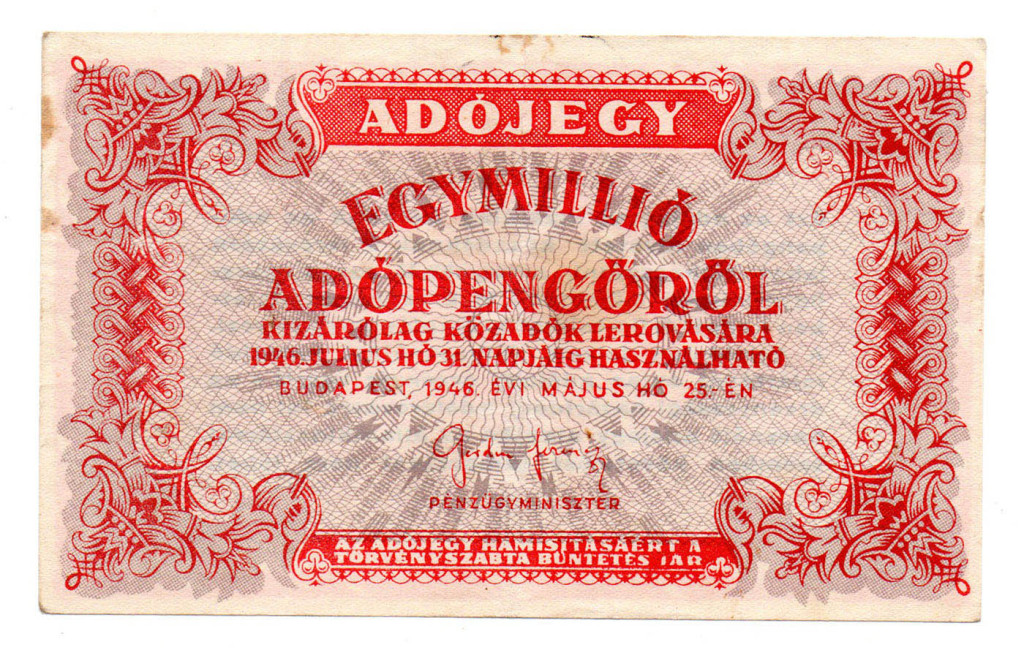 ADÓJEGY
EGYMILLIÓ
ADÓPENGŐRŐL
KIZÁRÓLAG KÖZADÓK LEROVÁSÁRA
1946. JULIUS HÓ 31. NAPJÁIG HASZNÁLHATÓ
BUDAPEST, 1946. ÉVI MÁJUS HÓ 25.-ÉN
PÉNZÜGYMINISZTER
AZ ADÓJEGY HAMISITÁSÁÉRT A
TÖRVÉNYSZABTA BÜNTETÉS JÁR